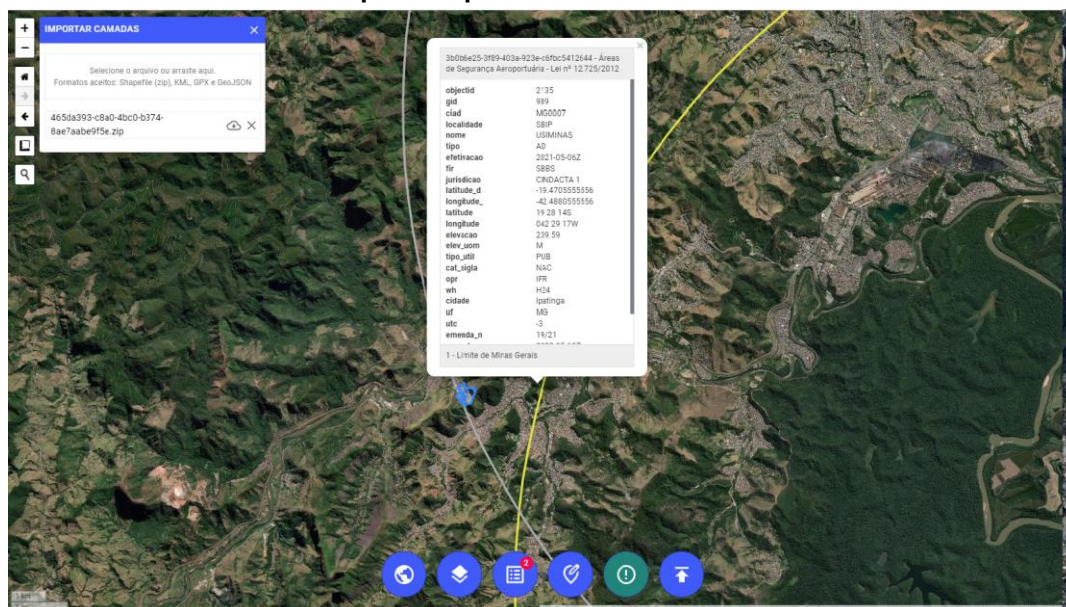 IMPORTAR CAMADAS
Selecione o arquivo ou arraste aqui.
Formatos aceitos: Shapefile (zip), KML, GPX e GeoJSON
465da393-c8a0-4bc0-b374-
8ae7aabe9f5e.zip
3b0b6e25-3f89-403a-923e-c6fbc5412644 - Áreas
de Segurança Aeroportuária - Lei nº 12.725/2012
objectid 2135
gid 989
ciad MG0007
localidade SBIP
nome USIMINAS
tipo AD
efetivacao 2021-05-06Z
fir SBBS
jurisdicao CINDACTA 1
latitude_d -19.4705555556
longitude_ -42.4880555556
latitude 19 28 14S
longitude 042 29 17W
elevacao 239.59
elev_uom M
tipo_util PUB
cat_sigla NAC
opr IFR
wh H24
cidade Ipatinga
uf MG
utc -3
emenda_n 19/21
1 - Limite de Minas Gerais
2
1 km